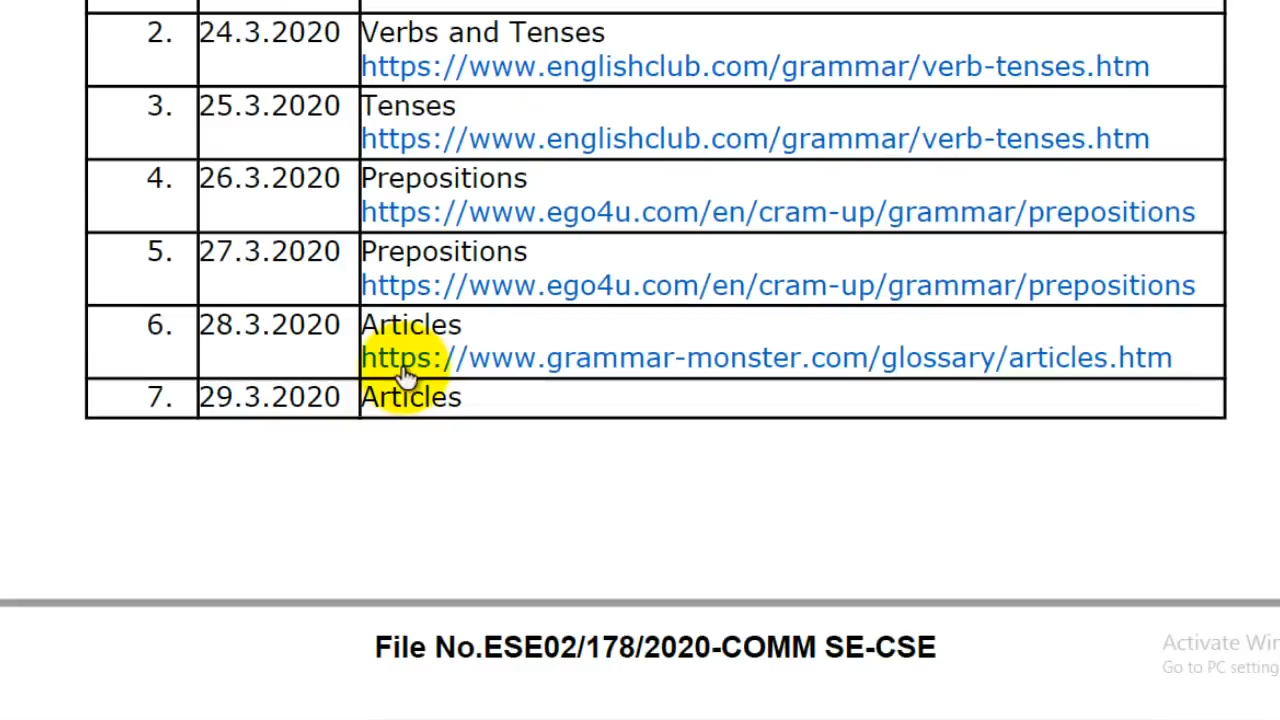 2. 24.3.2020 Verbs and Tenses
https://www.englishclub.com/grammar/verb-tenses.htm
3. 25.3.2020 Tenses
https://www.englishclub.com/grammar/verb-tenses.htm
4. 26.3.2020 Prepositions
https://www.ego4u.com/en/cram-up/grammar/prepositions
5. 27.3.2020 Prepositions
https://www.ego4u.com/en/cram-up/grammar/prepositions
6. 28.3.2020 Articles
https://www.grammar-monster.com/glossary/articles.htm
7. 29.3.2020 Articles
File No.ESE02/178/2020-COMM SE-CSE
Activate Win
Go to PC setting